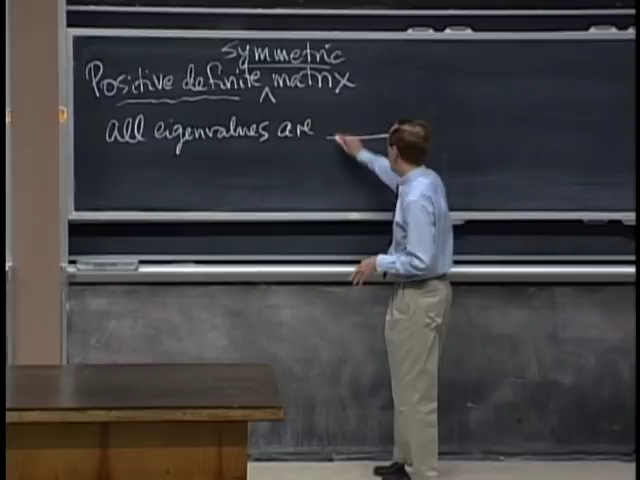 symmetric
Positive definite ^ matrix
all eigenvalues are